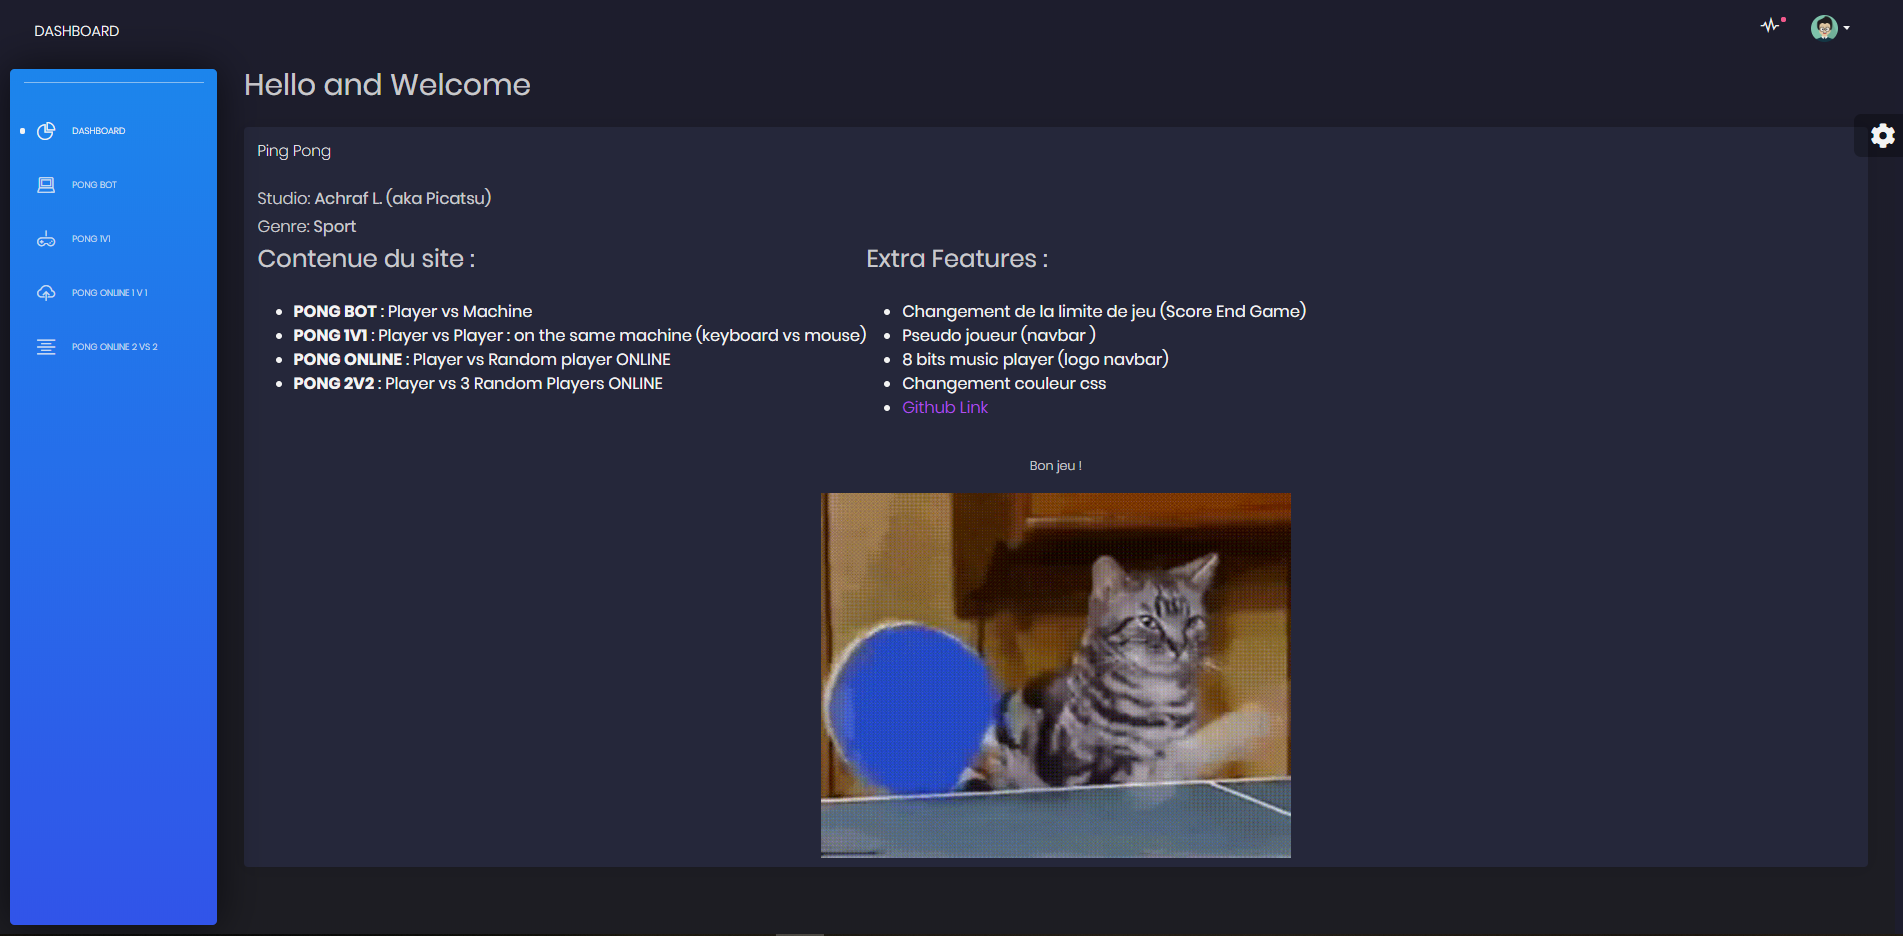 DASHBOARD
DASHBOARD
PONG BOT
PONG 1V1
PONG ONLINE 1 V 1
PONG ONLINE 2 VS 2
Hello and Welcome
Ping Pong
Studio: Achraf L. (aka Picatsu)
Genre: Sport
Contenue du site :
PONG BOT : Player vs Machine
PONG 1V1 : Player vs Player : on the same machine (keyboard vs mouse)
PONG ONLINE : Player vs Random player ONLINE
PONG 2V2 : Player vs 3 Random Players ONLINE
Extra Features :
Changement de la limite de jeu (Score End Game)
Pseudo joueur (navbar )
8 bits music player (logo navbar)
Changement couleur css
Github Link
Bon jeu !